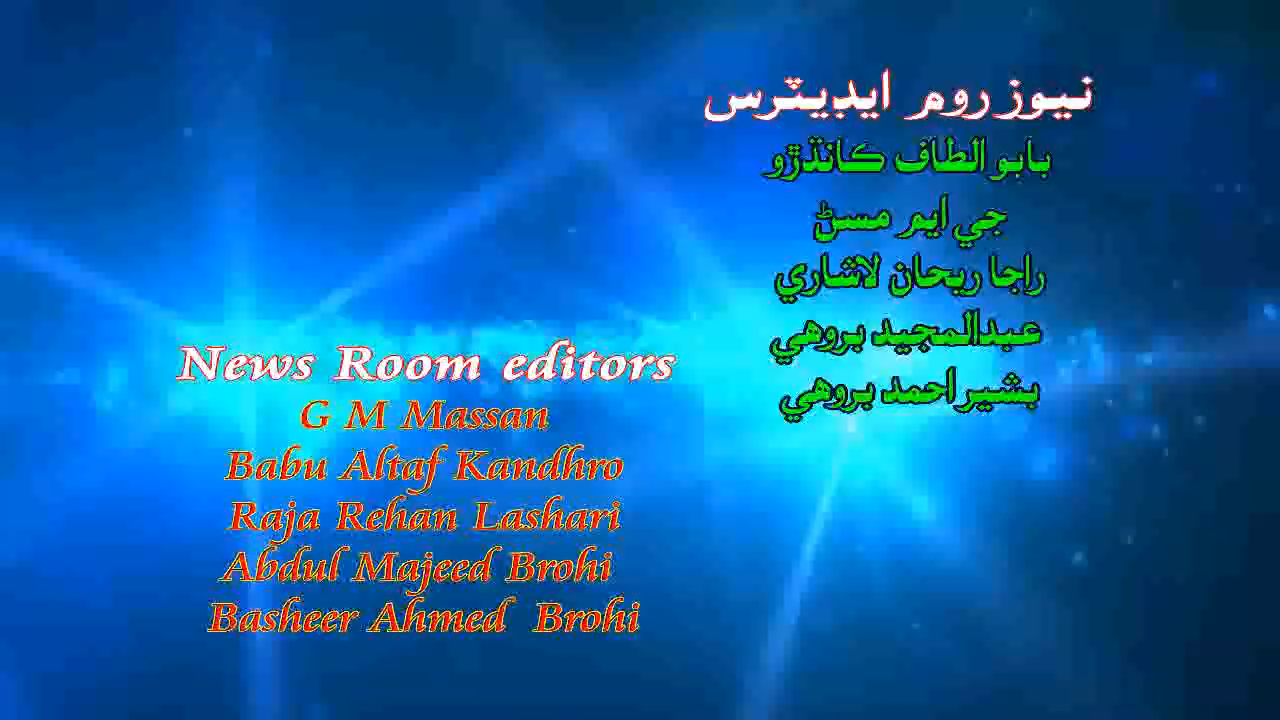 نيوز روم ايڊيٽرس
بابو الطاف ڪانڌڙو
جي ايم مسڻ
راجا ريحان لاشاري
عبدالمجيد بروهي
بشير احمد بروهي
News Room editors
G M Massan
Babu Altaf Kandhro
Raja Rehan Lashari
Abdul Majeed Brohi
Basheer Ahmed Brohi